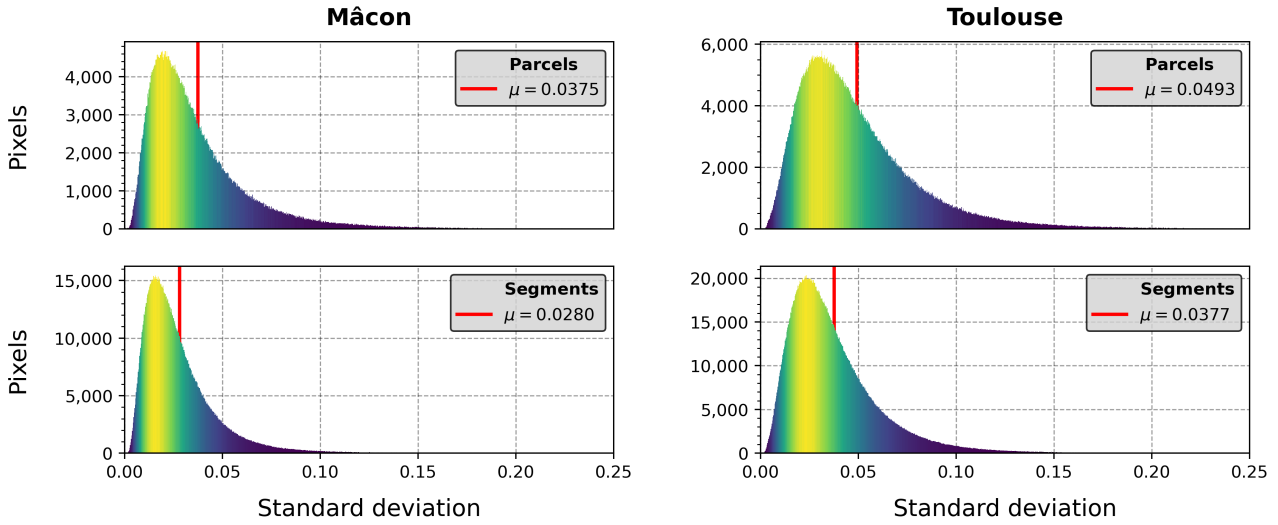 Mâcon
Toulouse
Pixels
4,000
3,000
2,000
1,000
0
Parcels
μ = 0.0375
6,000
4,000
2,000
0
Parcels
μ = 0.0493
Pixels
15,000
10,000
5,000
0
Segments
μ = 0.0280
0.00 0.05 0.10 0.15 0.20 0.25
Standard deviation
20,000
15,000
10,000
5,000
0
Segments
μ = 0.0377
0.00 0.05 0.10 0.15 0.20 0.25
Standard deviation